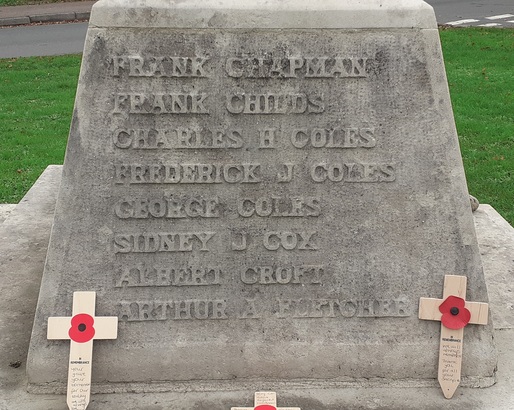 FRANK CHAPMAN
FRANK CHILDS
CHARLES H COLES
FREDERICK J COLES
GEORGE COLES
SIDNEY J COX
ALBERT CROFT
ARTHUR A FLETCHER